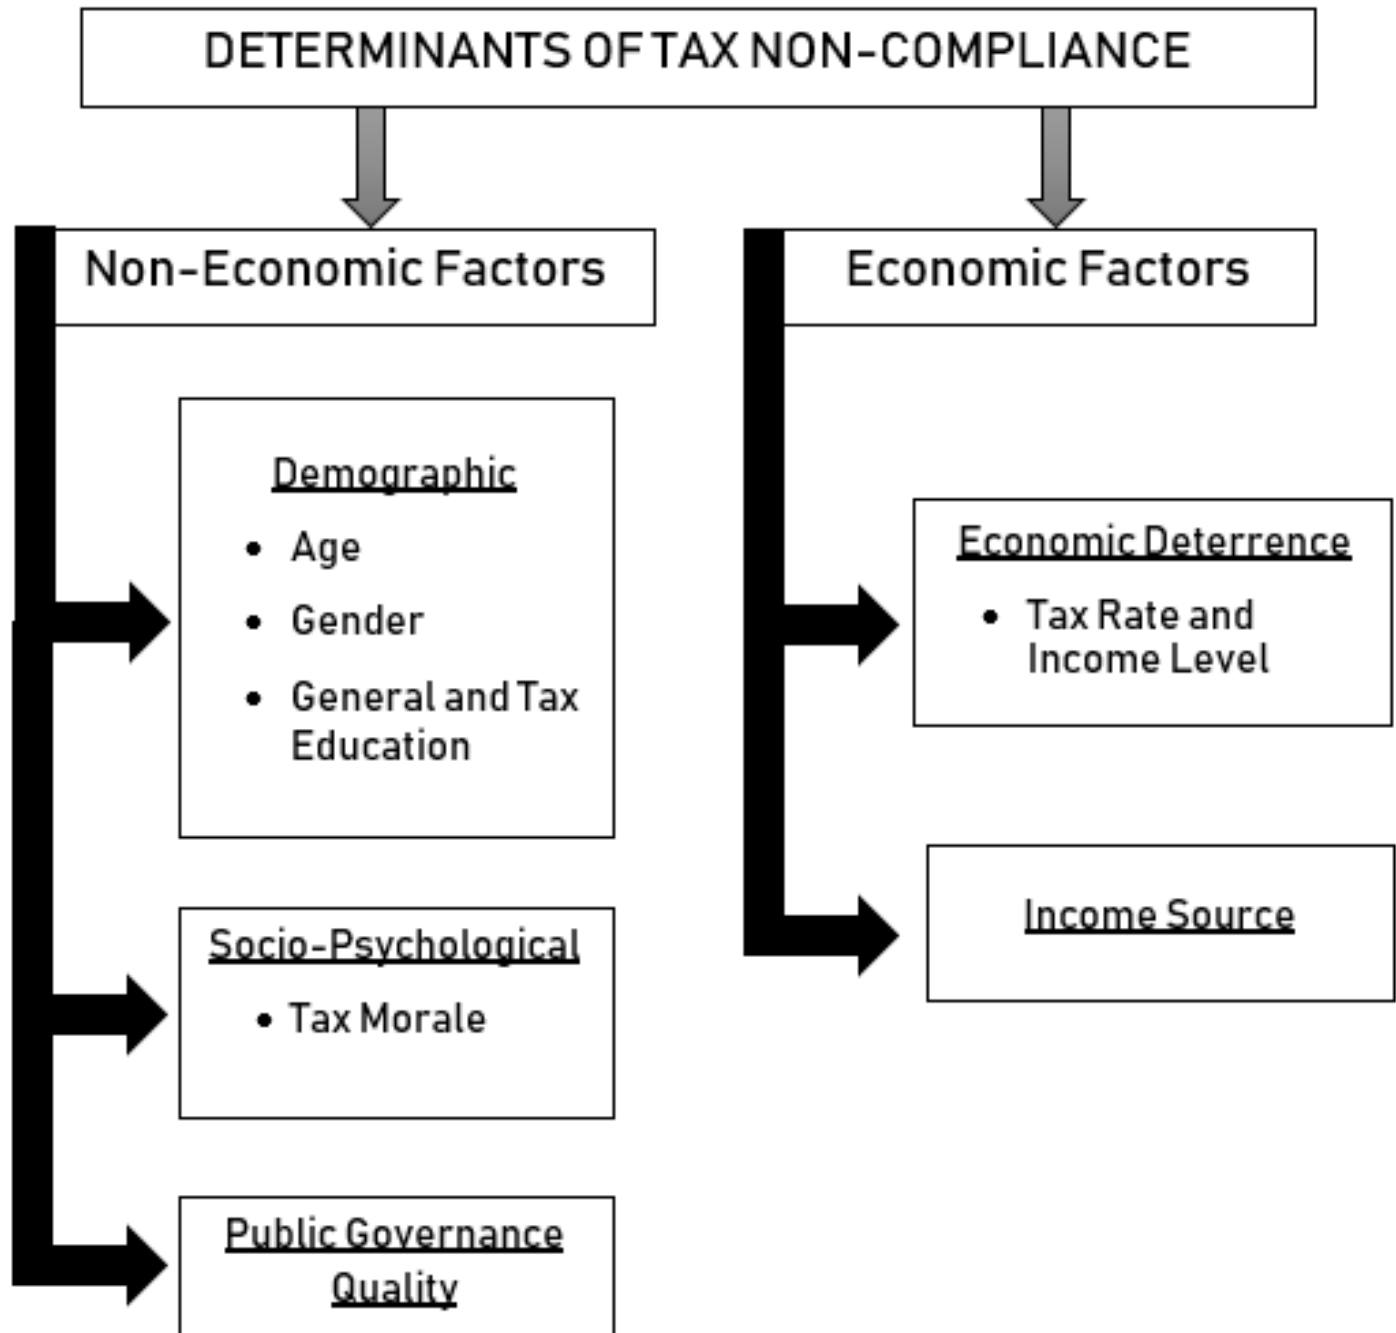 DETERMINANTS OF TAX NON-COMPLIANCE
Non-Economic Factors
Demographic
• Age
• Gender
• General and Tax
Education
Socio-Psychological
• Tax Morale
Public Governance
Quality
Economic Factors
Economic Deterrence
• Tax Rate and
Income Level
Income Source